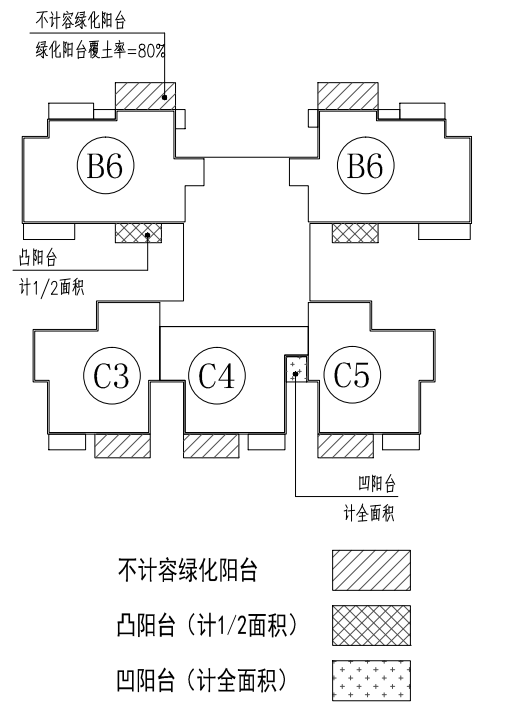 不计容绿化阳台
绿化阳台覆土率=80%
B6
B6
凸阳台
计1/2面积
C3
C4
C5
凹阳台
计全面积
不计容绿化阳台
凸阳台（计1/2面积）
凹阳台（计全面积）